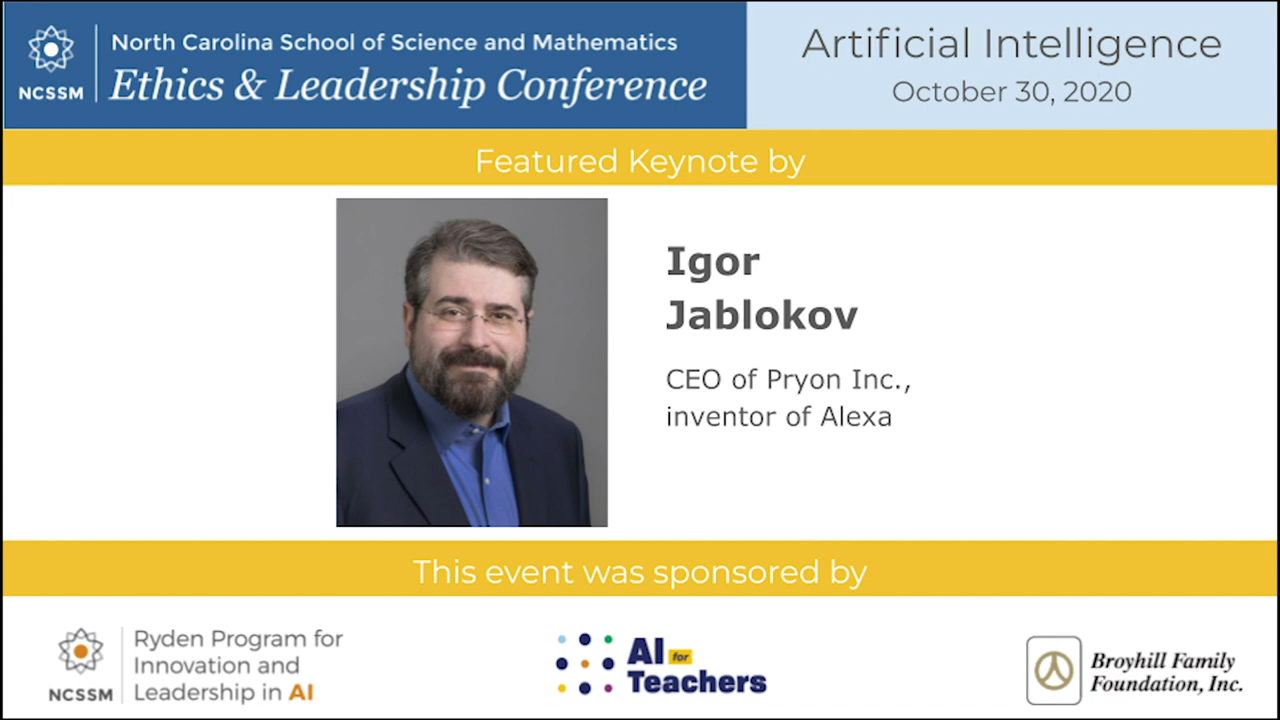 NCSSM
North Carolina School of Science and Mathematics
Ethics & Leadership Conference
Artificial Intelligence
October 30, 2020
Featured Keynote by
Igor
Jablokov
CEO of Pryon Inc.,
inventor of Alexa
This event was sponsored by
NCSSM
Ryden Program for
Innovation and
Leadership in AI
AI for
Teachers
Broyhill Family
Foundation, Inc.